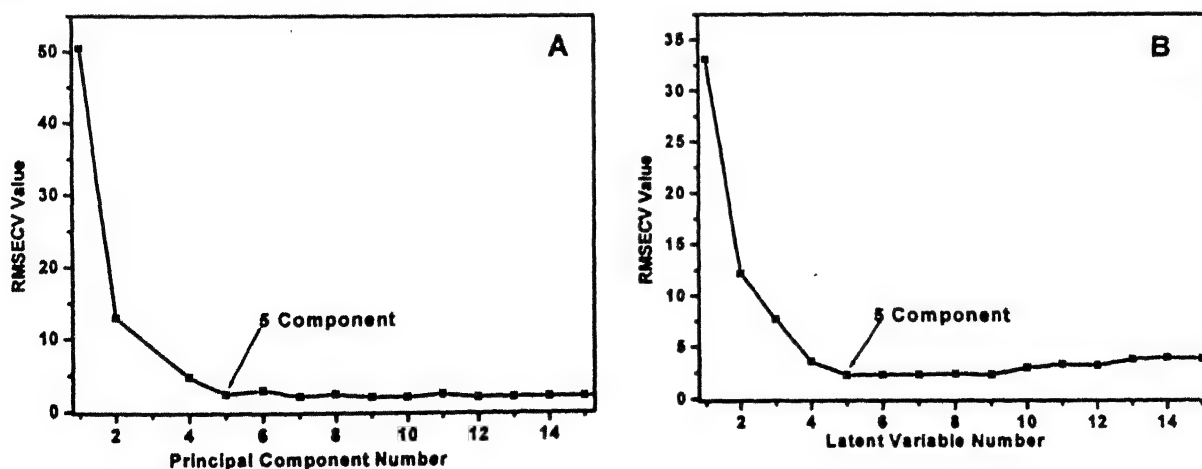 A
RMSECV Value
50
40
30
20
10
0
5 Component
2 4 6 8 10 12 14
Principal Component Number
B
RMSECV Value
35
30
25
20
15
10
5
0
5 Component
2 4 6 8 10 12 14
Latent Variable Number